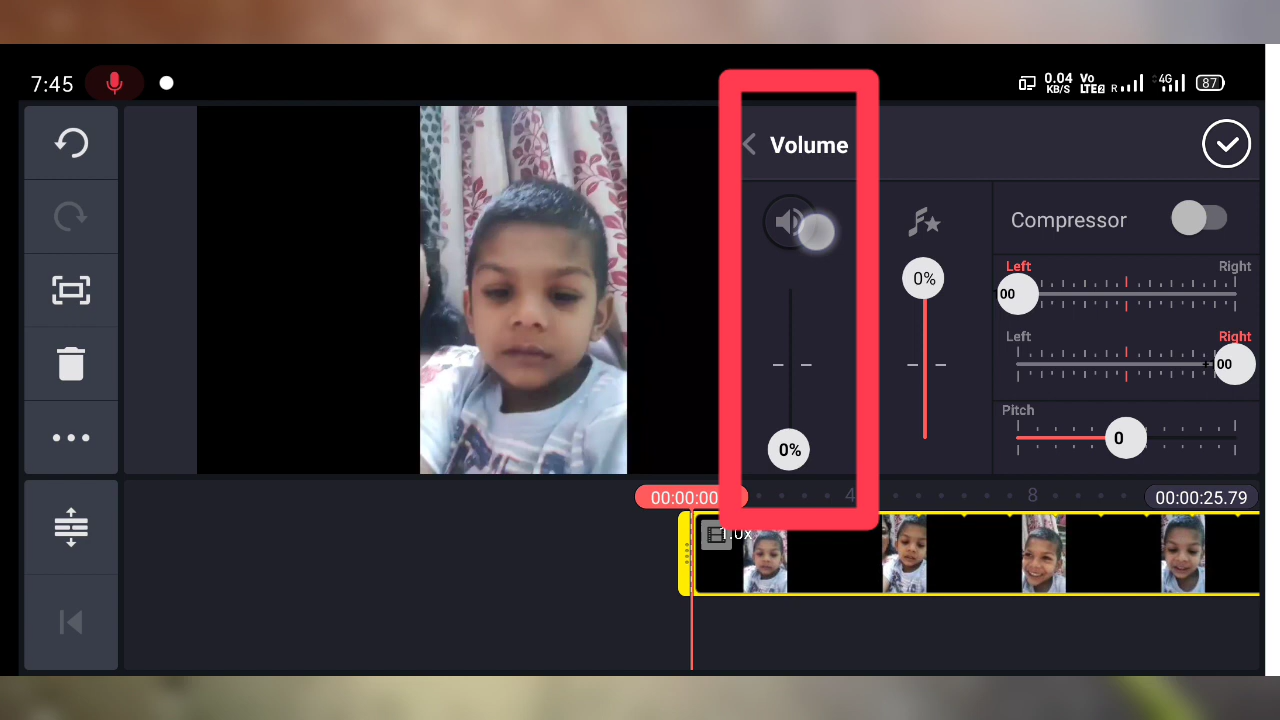 7:45
0.04 KB/S Vo LTE2 R 4G 87
Volume
Compressor
0%
0%
Left Right
00
Left Right
00
Pitch
0
00:00:00
4 8
00:00:25.79
1.0x